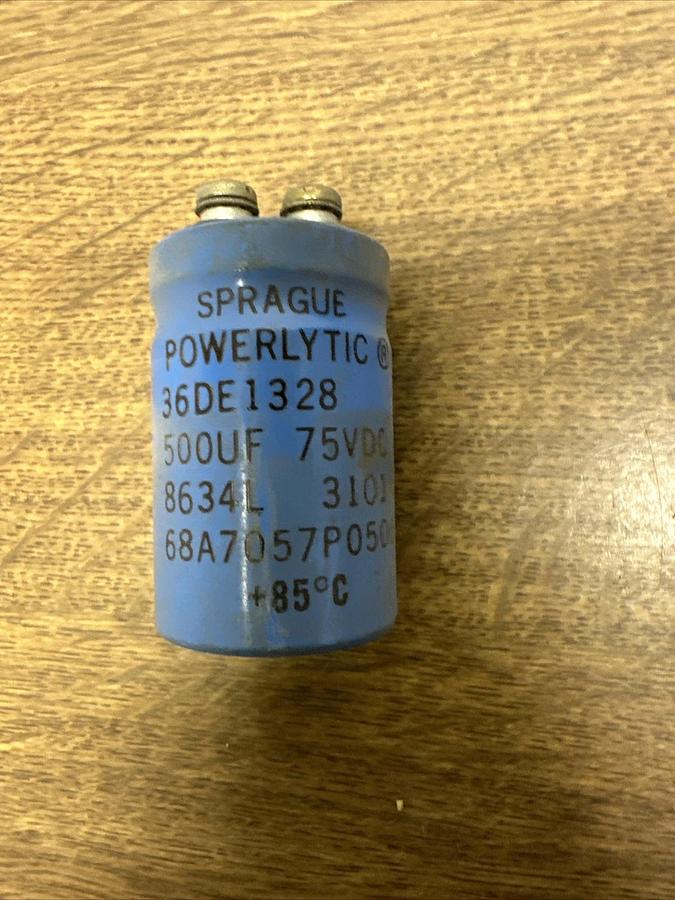 SPRAGUE
POWERLYTIC ®
36DE1328
500UF 75VDC
8634L 3101
68A7057P050
+85°C